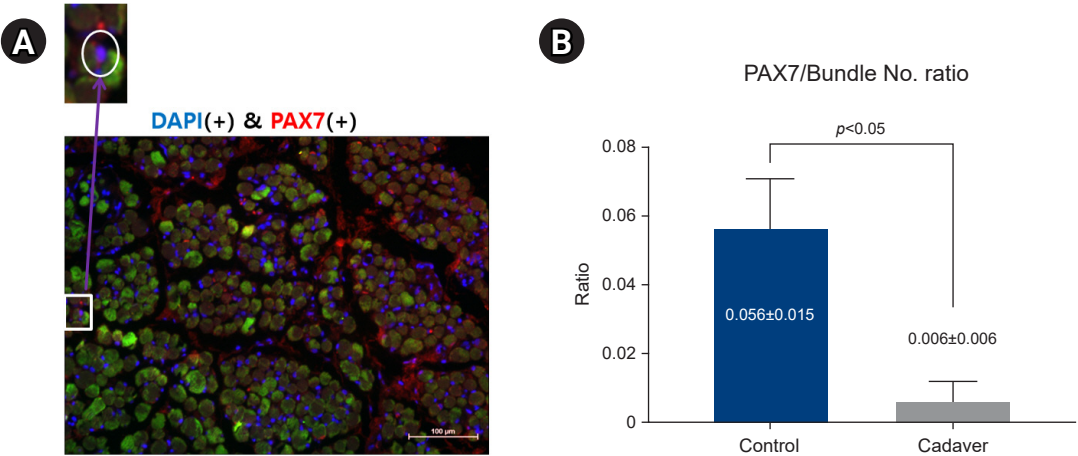 A
DAPI(+) & PAX7(+)
100 µm
B
PAX7/Bundle No. ratio
p<0.05
0.08
0.06
0.04
0.02
0
Ratio
0.056±0.015
0.006±0.006
Control
Cadaver